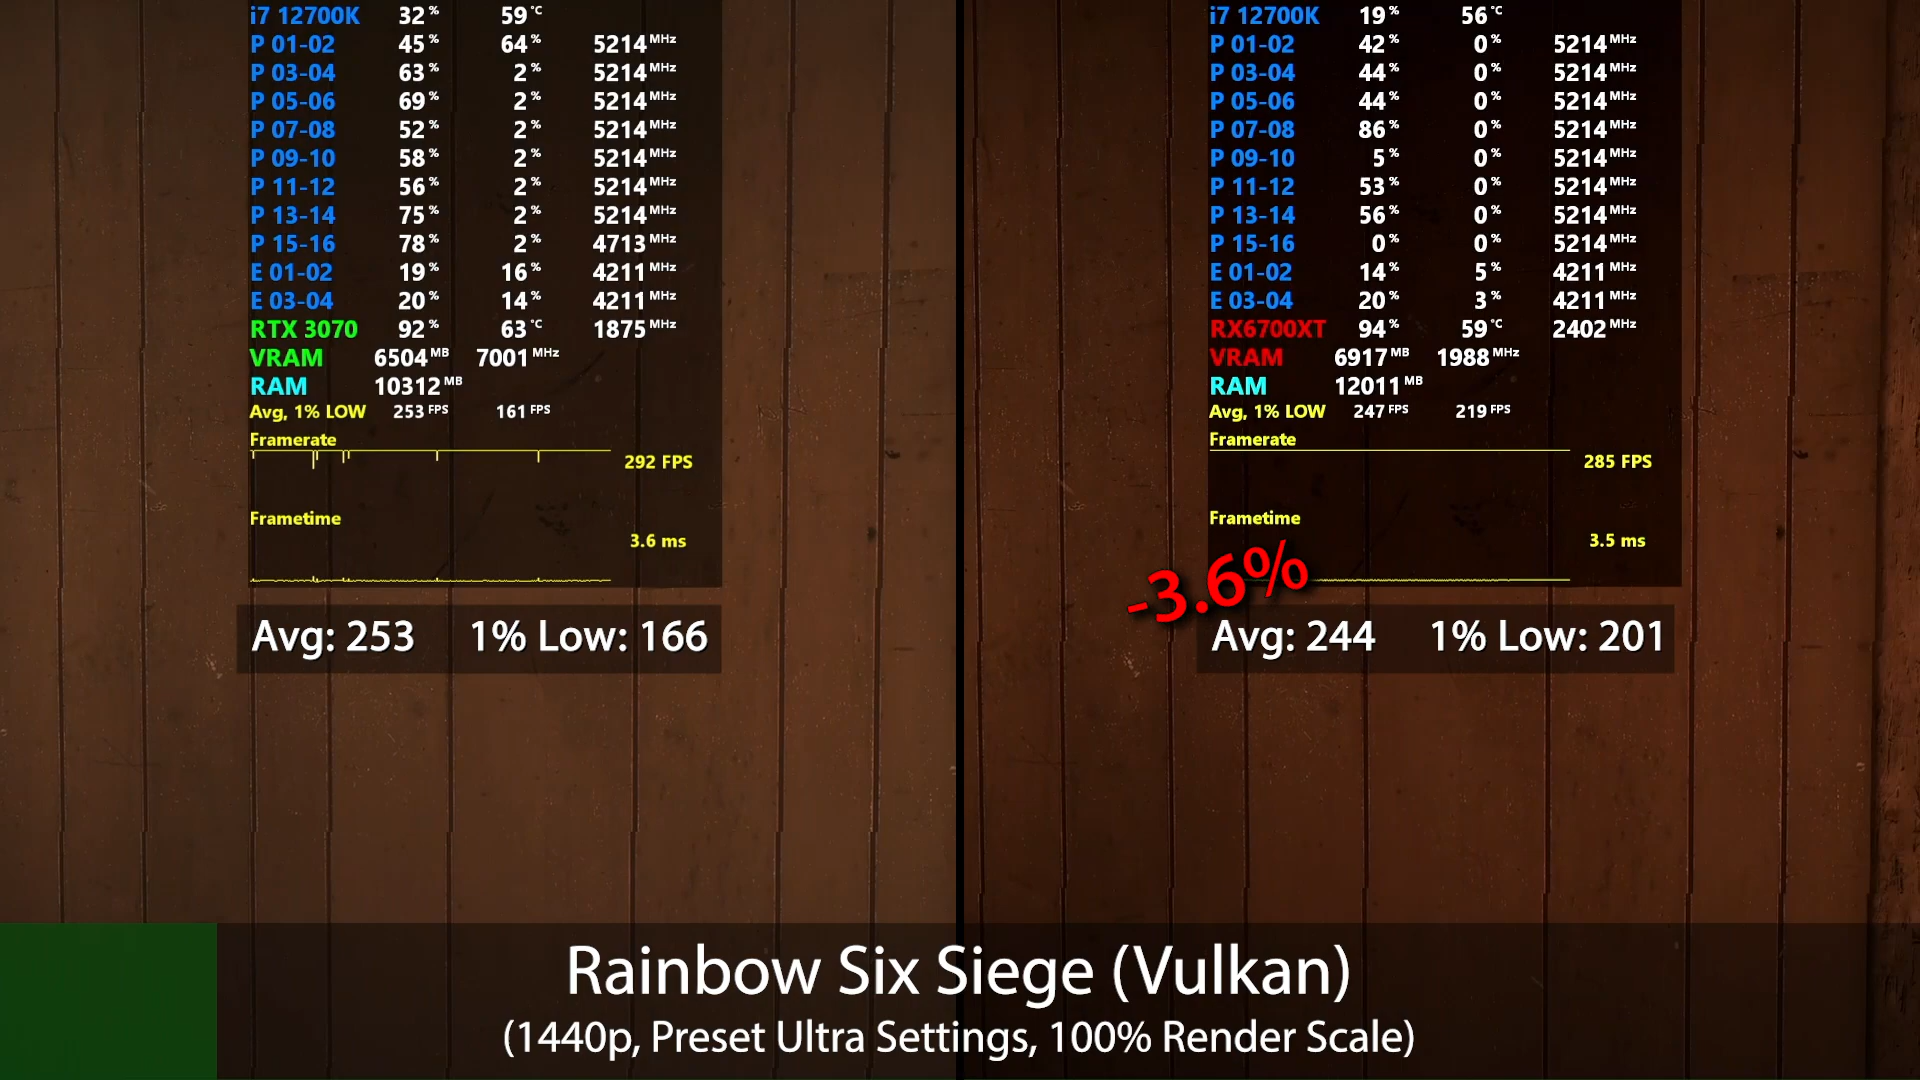 i7 12700K 32% 59°C
P 01-02 45% 64% 5214 MHz
P 03-04 63% 2% 5214 MHz
P 05-06 69% 2% 5214 MHz
P 07-08 52% 2% 5214 MHz
P 09-10 58% 2% 5214 MHz
P 11-12 56% 2% 5214 MHz
P 13-14 75% 2% 5214 MHz
P 15-16 78% 2% 4713 MHz
E 01-02 19% 16% 4211 MHz
E 03-04 20% 14% 4211 MHz
RTX 3070 92% 63°C 1875 MHz
VRAM 6504 MB 7001 MHz
RAM 10312 MB
Avg, 1% LOW 253 FPS 161 FPS
Framerate
292 FPS
Frametime
3.6 ms
Avg: 253 1% Low: 166
i7 12700K 19% 56°C
P 01-02 42% 0% 5214 MHz
P 03-04 44% 0% 5214 MHz
P 05-06 44% 0% 5214 MHz
P 07-08 86% 0% 5214 MHz
P 09-10 5% 0% 5214 MHz
P 11-12 53% 0% 5214 MHz
P 13-14 56% 0% 5214 MHz
P 15-16 0% 0% 5214 MHz
E 01-02 14% 5% 4211 MHz
E 03-04 20% 3% 4211 MHz
RX6700XT 94% 59°C 2402 MHz
VRAM 6917 MB 1988 MHz
RAM 12011 MB
Avg, 1% LOW 247 FPS 219 FPS
Framerate
285 FPS
Frametime
3.5 ms
-3.6%
Avg: 244 1% Low: 201
Rainbow Six Siege (Vulkan)
(1440p, Preset Ultra Settings, 100% Render Scale)